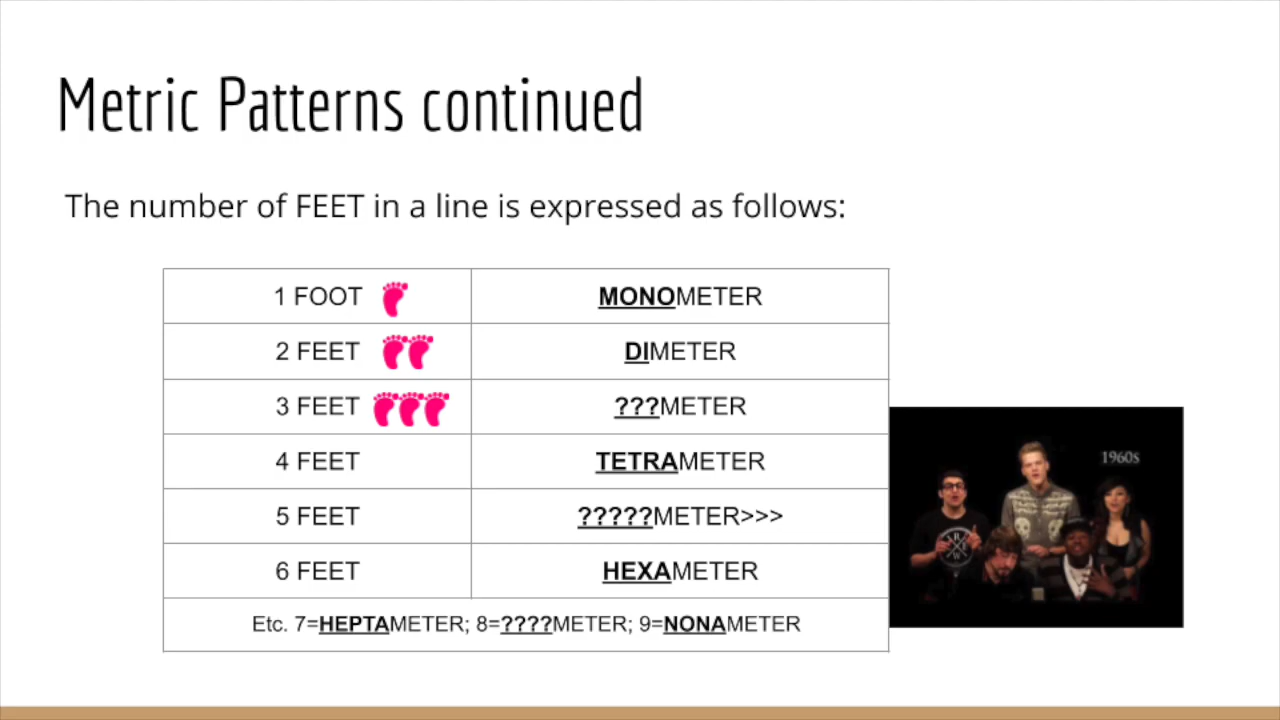 Metric Patterns continued
The number of FEET in a line is expressed as follows:
1 FOOT MONOMETER
2 FEET DIMETER
3 FEET ???METER
4 FEET TETRAMETER
5 FEET ?????METER>>>
6 FEET HEXAMETER
Etc. 7=HEPTAMETER; 8=????METER; 9=NONAMETER
1960s
R
K
W